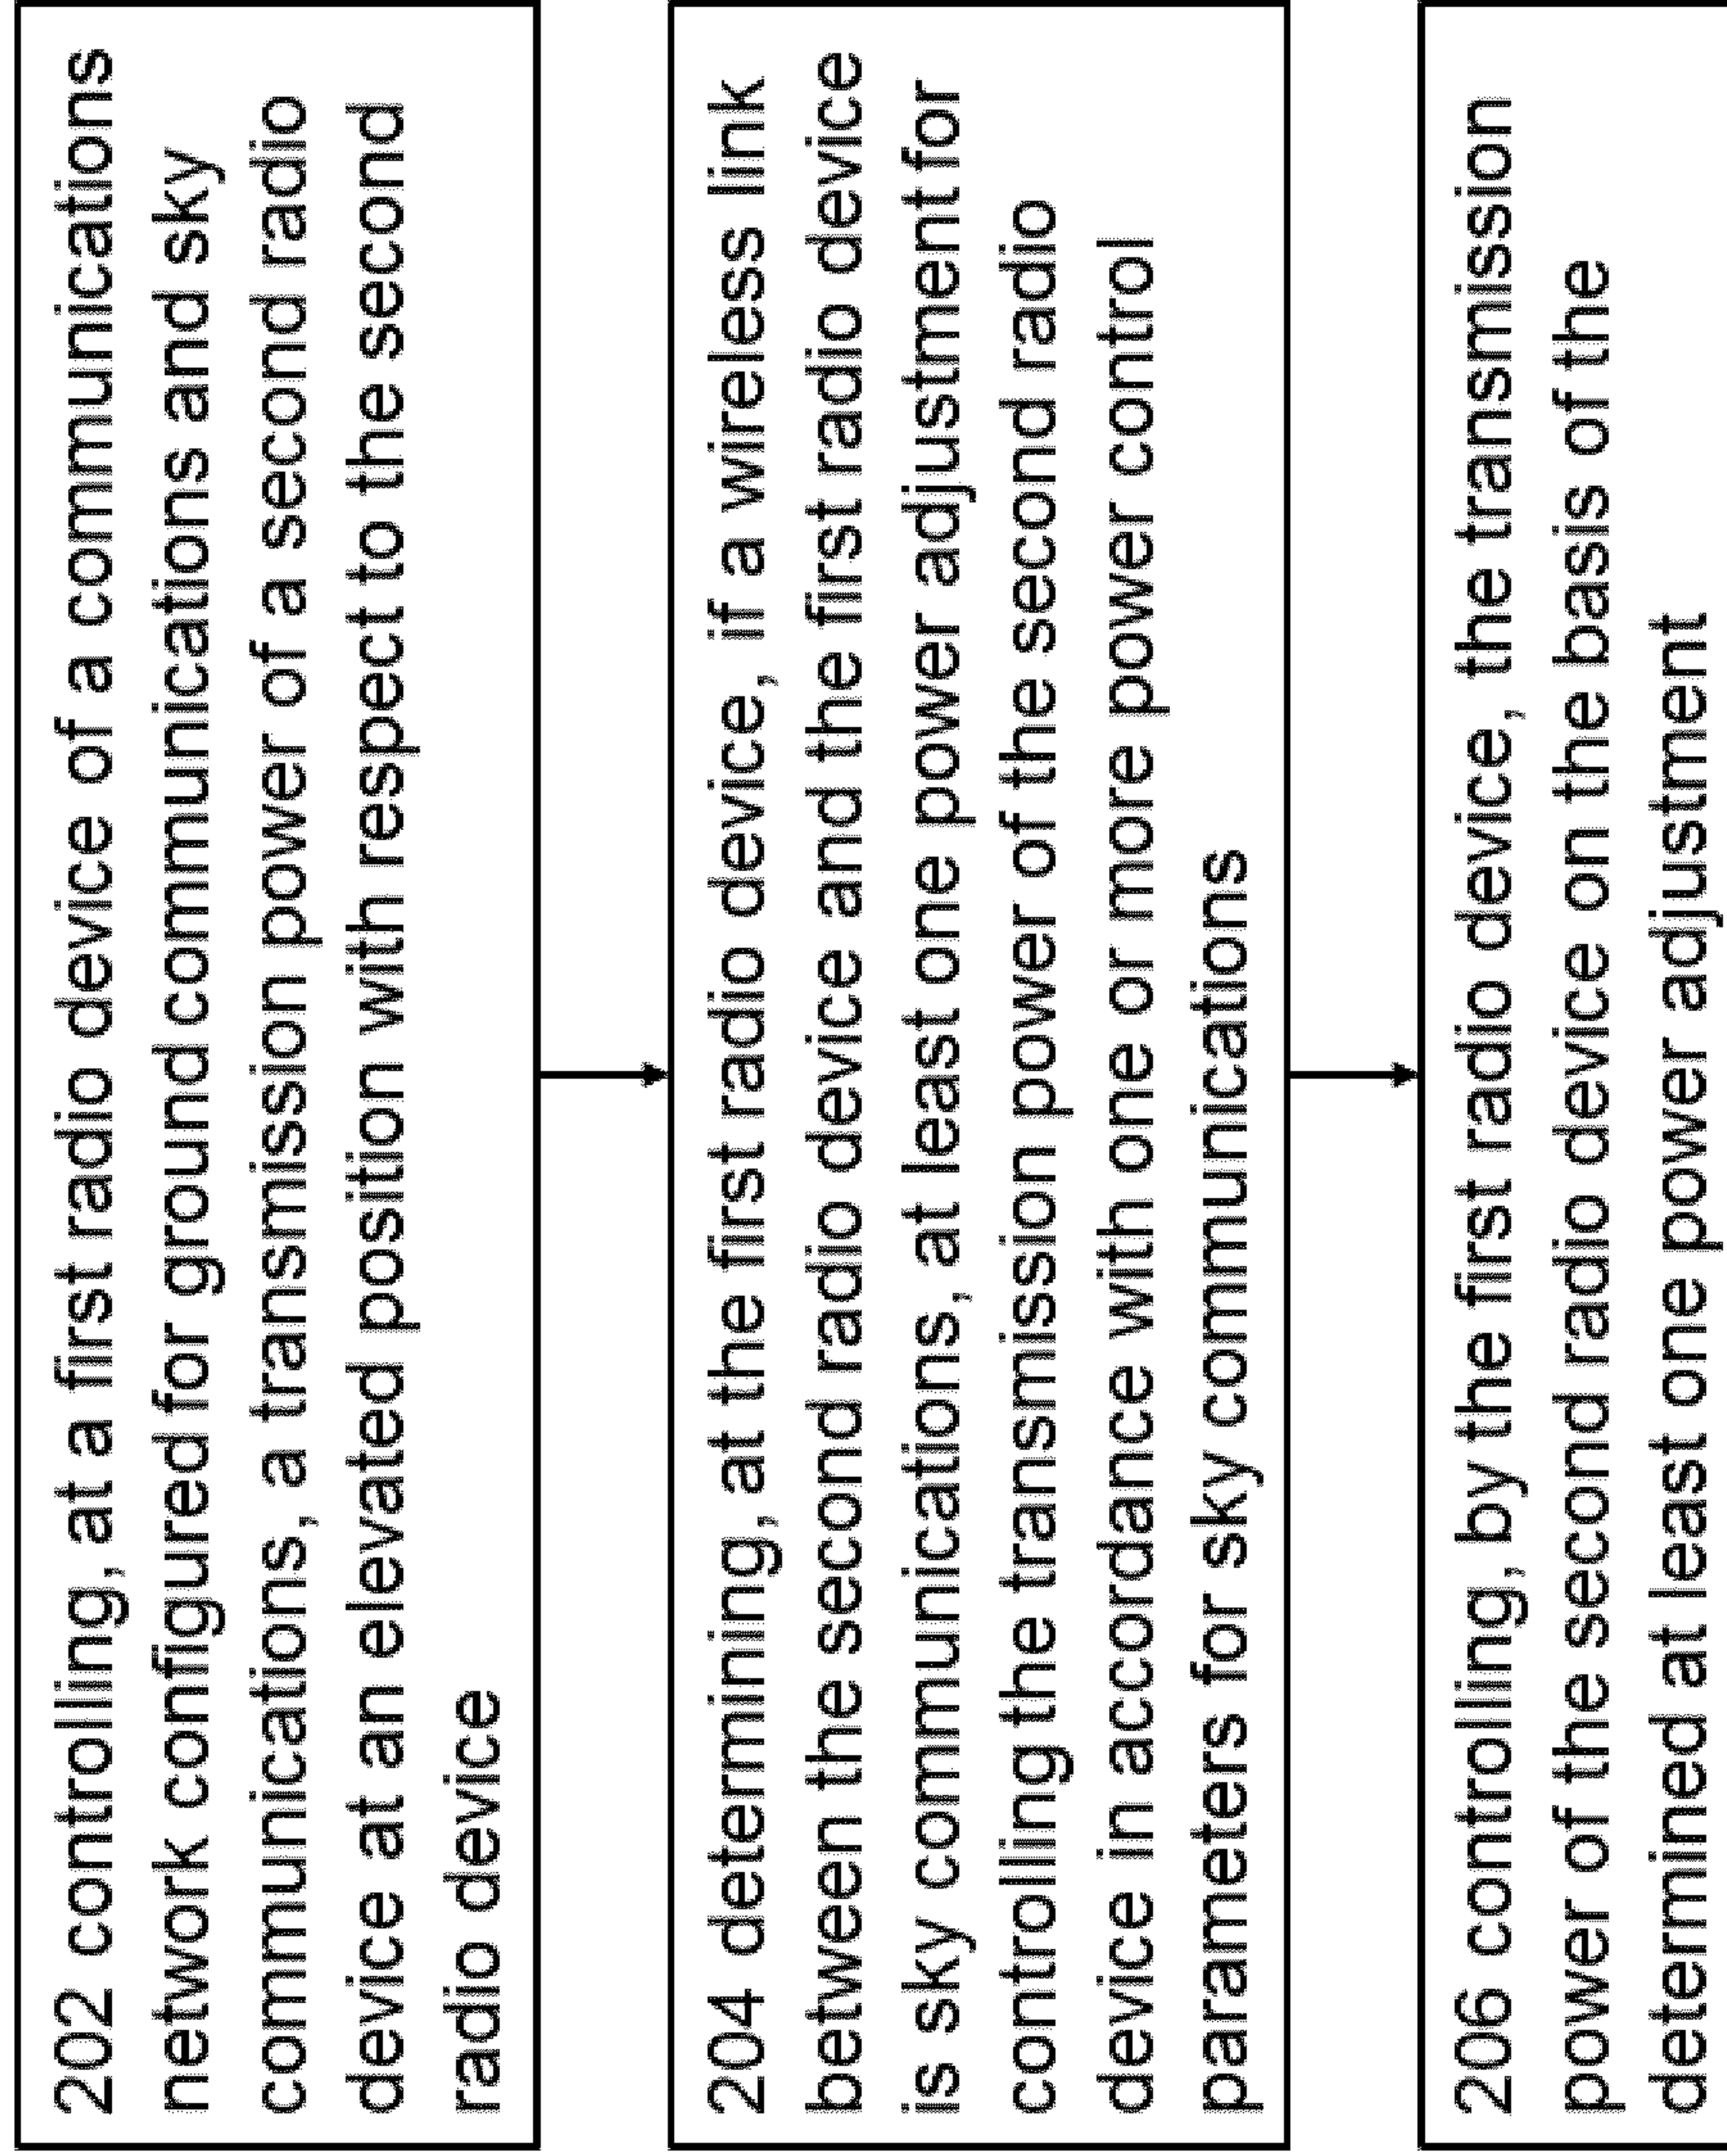 202 controlling, at a first radio device of a communications
network configured for ground communications and sky
communications, a transmission power of a second radio
device at an elevated position with respect to the second
radio device
204 determining, at the first radio device, if a wireless link
between the second radio device and the first radio device
is sky communications, at least one power adjustment for
controlling the transmission power of the second radio
device in accordance with one or more power control
parameters for sky communications
206 controlling, by the first radio device, the transmission
power of the second radio device on the basis of the
determined at least one power adjustment